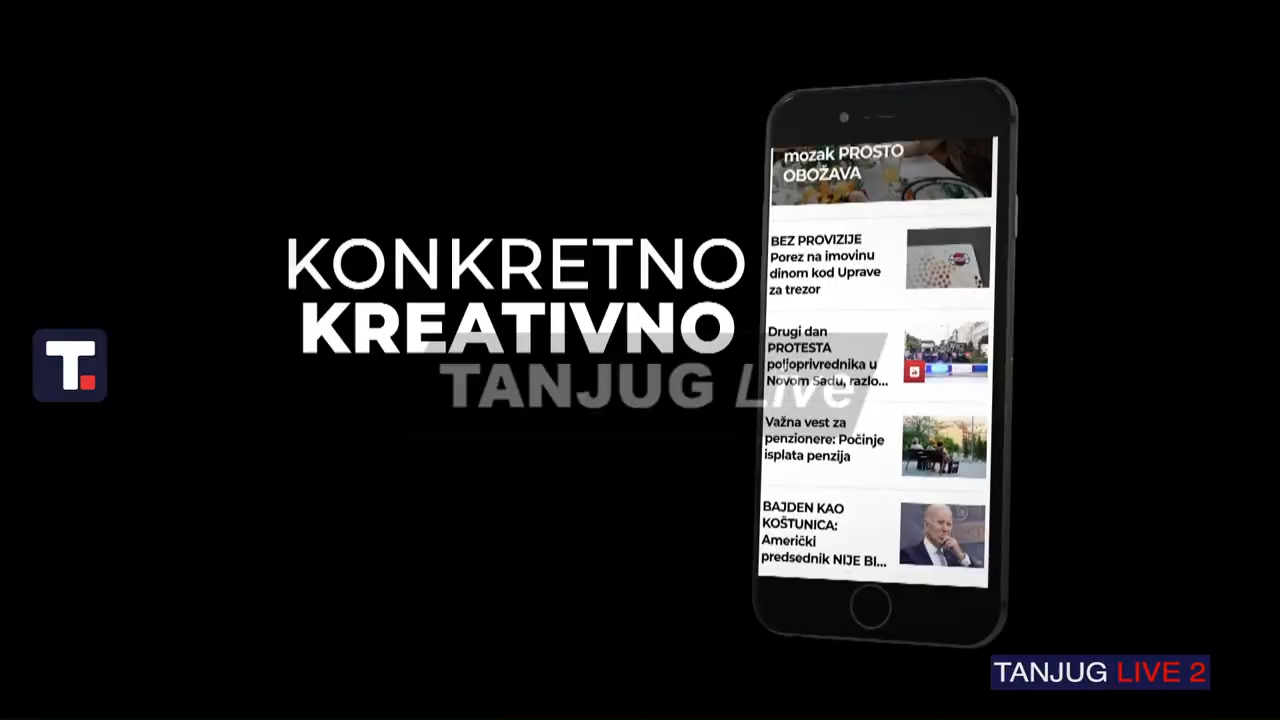 KONKRETNO
KREATIVNO
TANJUG Live
T.
mozak PROSTO
OBOŽAVA
BEZ PROVIZIJE
Porez na imovinu
dinom kod Uprave
za trezor
Drugi dan
PROTESTA
poljoprivrednika u
Novom Sadu, razlo...
Važna vest za
penzionere: Počinje
isplata penzija
BAJDEN KAO
KOŠTUNICA:
Američki
predsednik NIJE BI...
TANJUG LIVE 2